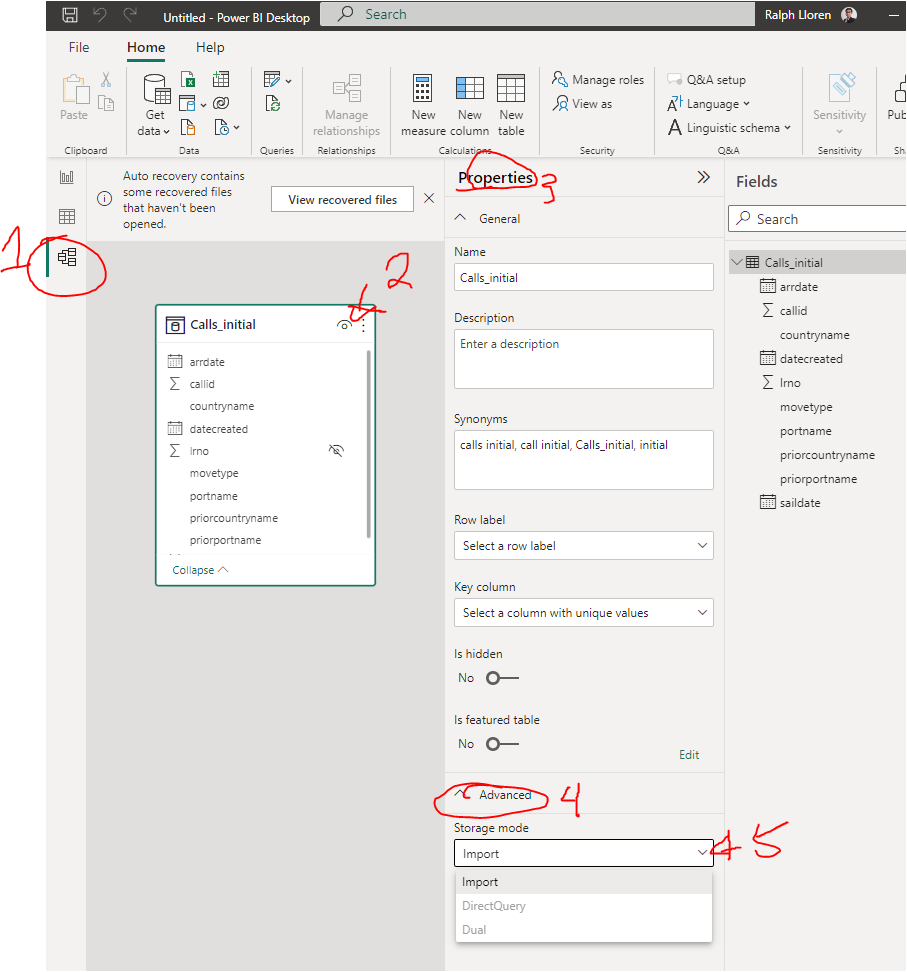 Untitled - Power BI Desktop
Search
Ralph Lloren
File
Home
Help
Paste
Get data
Manage relationships
New measure
New column
New table
Manage roles
View as
Q&A setup
Language
Linguistic schema
Sensitivity
Clipboard
Data
Queries
Relationships
Calculations
Security
Q&A
Sensitivity
Auto recovery contains
some recovered files
that haven't been
opened.
View recovered files
1
2
Calls_initial
arrdate
callid
countryname
datecreated
lrno
movetype
portname
priorcountryname
priorportname
Collapse
Properties
3
General
Name
Calls_initial
Description
Enter a description
Synonyms
calls initial, call initial, Calls_initial, initial
Row label
Select a row label
Key column
Select a column with unique values
Is hidden
No
Is featured table
No
Edit
Advanced
4
Storage mode
Import
5
Import
DirectQuery
Dual
Fields
Search
Calls_initial
arrdate
callid
countryname
datecreated
lrno
movetype
portname
priorcountryname
priorportname
saildate